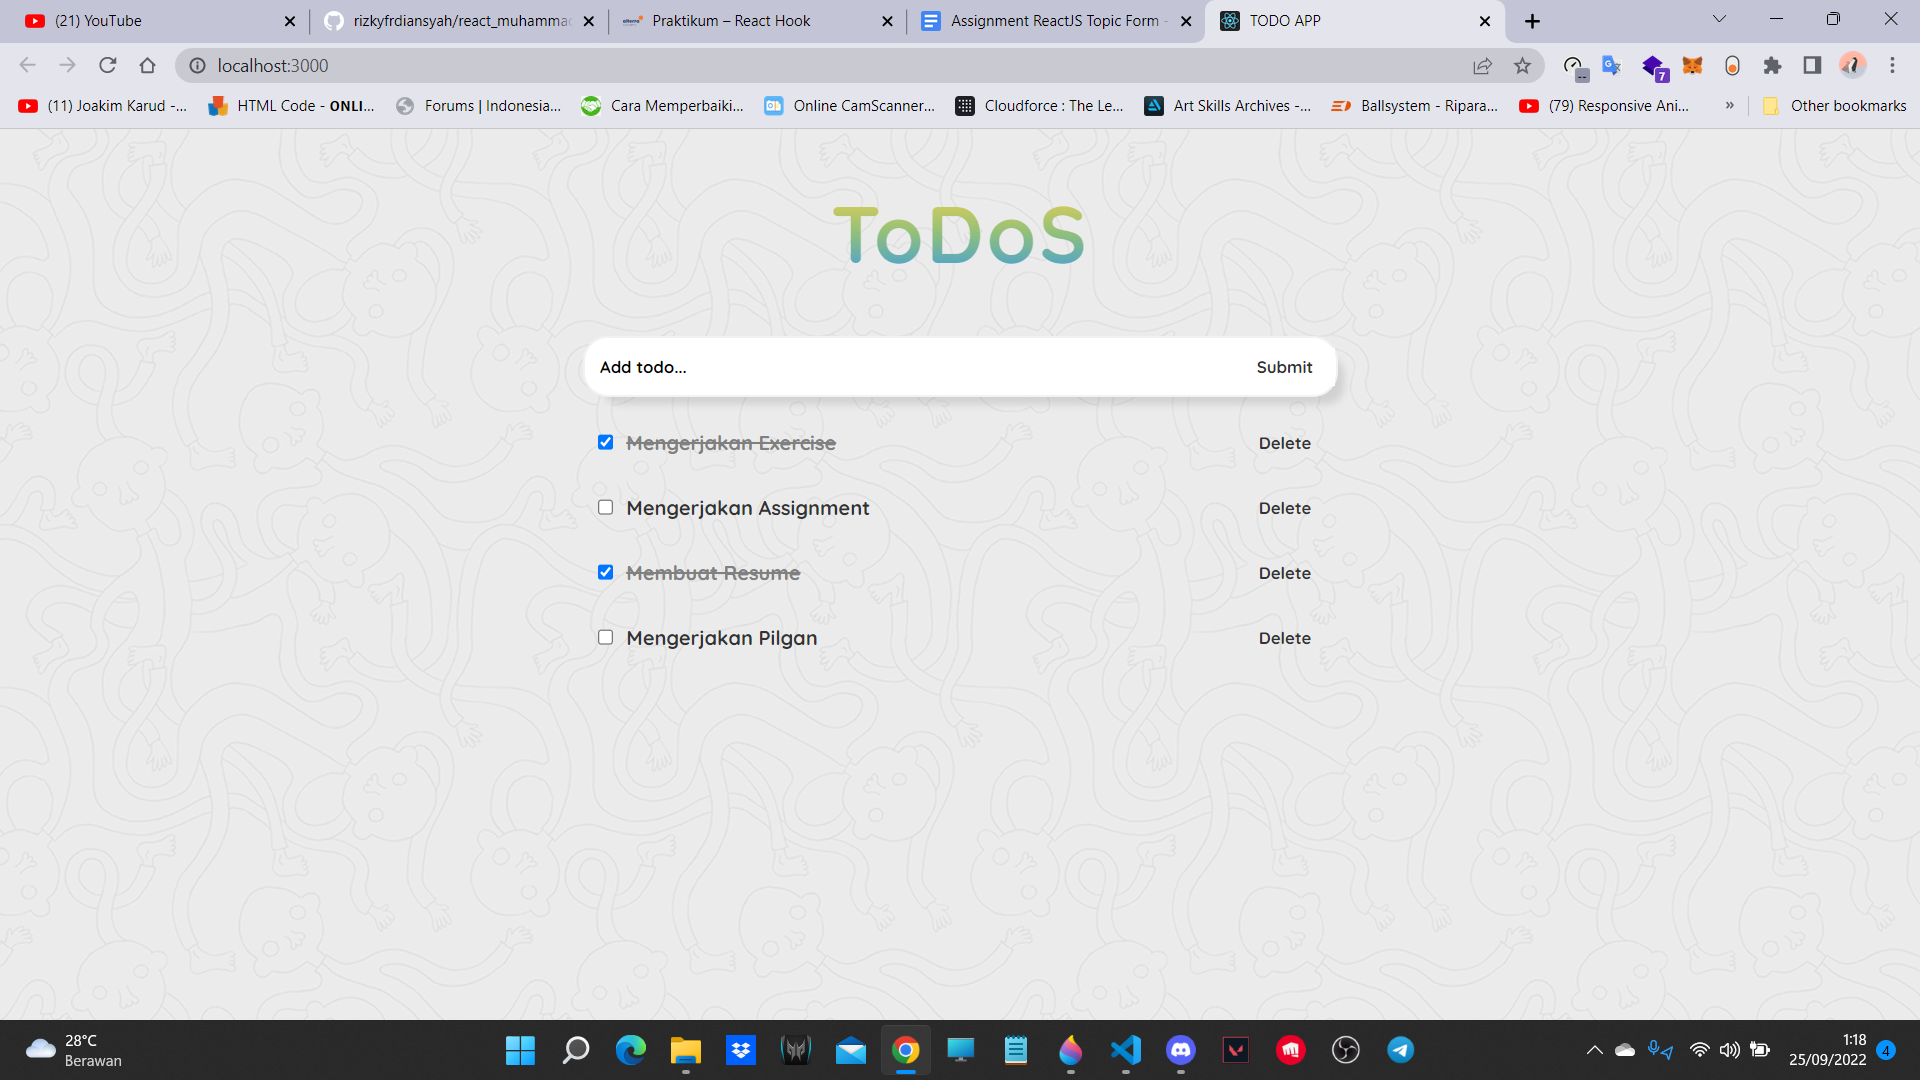 (21) YouTube
rizkyfrdiansyah/react_muhammad
Praktikum – React Hook
Assignment ReactJS Topic Form -
TODO APP
localhost:3000
7
(11) Joakim Karud -...
HTML Code - ONLI...
Forums | Indonesia...
Cara Memperbaiki...
Online CamScanner...
Cloudforce : The Le...
Art Skills Archives -...
Ballsystem - Ripara...
(79) Responsive Ani...
»
Other bookmarks
ToDoS
Add todo...
Submit
Mengerjakan Exercise
Delete
Mengerjakan Assignment
Delete
Membuat Resume
Delete
Mengerjakan Pilgan
Delete
28°C
Berawan
1:18
25/09/2022
4